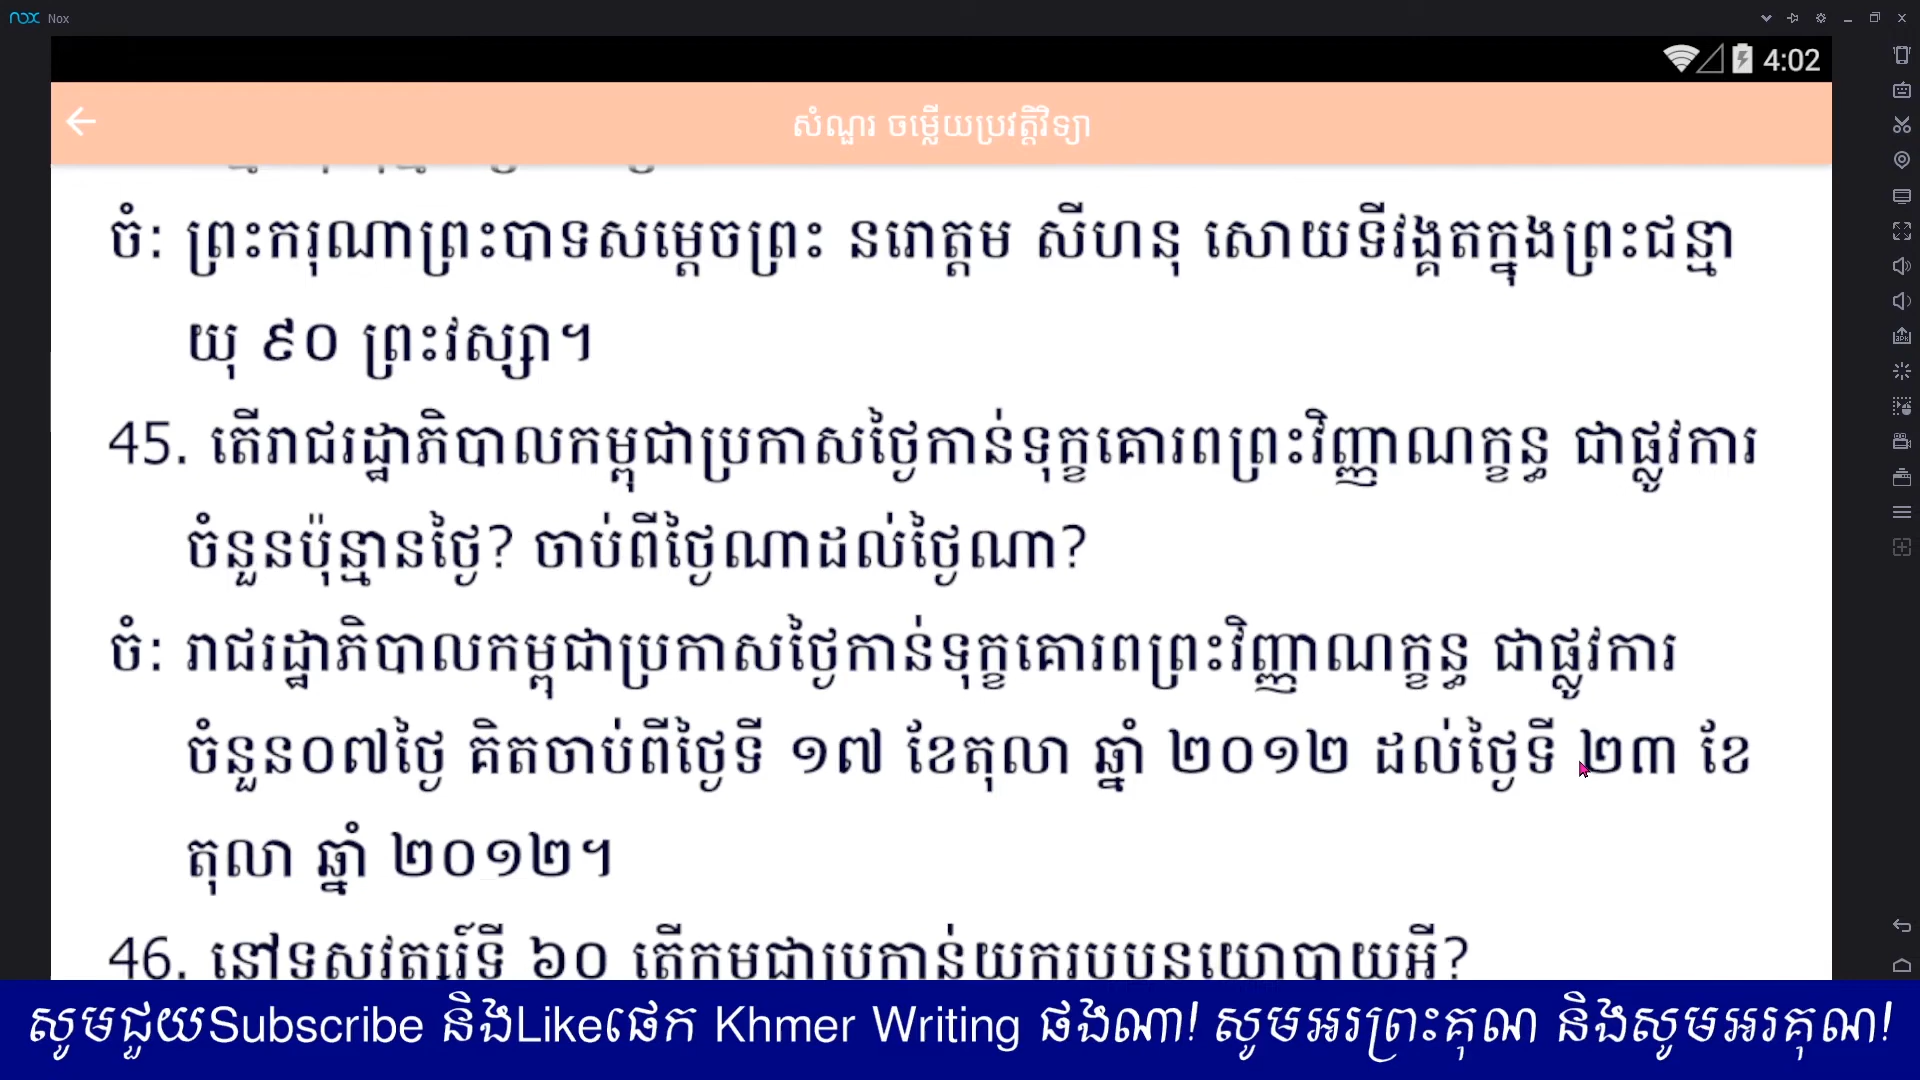 nox Nox
4:02
សំណួរ ចម្លើយប្រវត្តិវិទ្យា
ចំ: ព្រះករុណាព្រះបាទសម្តេចព្រះ នរោត្តម សីហនុ សោយទីវង្គតក្នុងព្រះជន្មា
យុ ៩០ ព្រះវស្សា។
45. តើរាជរដ្ឋាភិបាលកម្ពុជាប្រកាសថ្ងៃកាន់ទុក្ខគោរពព្រះវិញ្ញាណក្ខន្ធ ជាផ្លូវការ
ចំនួនប៉ុន្មានថ្ងៃ? ចាប់ពីថ្ងៃណាដល់ថ្ងៃណា?
ចំ: រាជរដ្ឋាភិបាលកម្ពុជាប្រកាសថ្ងៃកាន់ទុក្ខគោរពព្រះវិញ្ញាណក្ខន្ធ ជាផ្លូវការ
ចំនួន០៧ថ្ងៃ គិតចាប់ពីថ្ងៃទី ១៧ ខែតុលា ឆ្នាំ ២០១២ ដល់ថ្ងៃទី ២៣ ខែ
តុលា ឆ្នាំ ២០១២។
46. នៅទសវត្សរ៍ទី ៦០ តើកម្ពុជាប្រកាន់យករបបនយោបាយអ្វី?
សូមជួយSubscribe និងLikeផេក Khmer Writing ផងណា! សូមអរព្រះគុណ និងសូមអរគុណ!